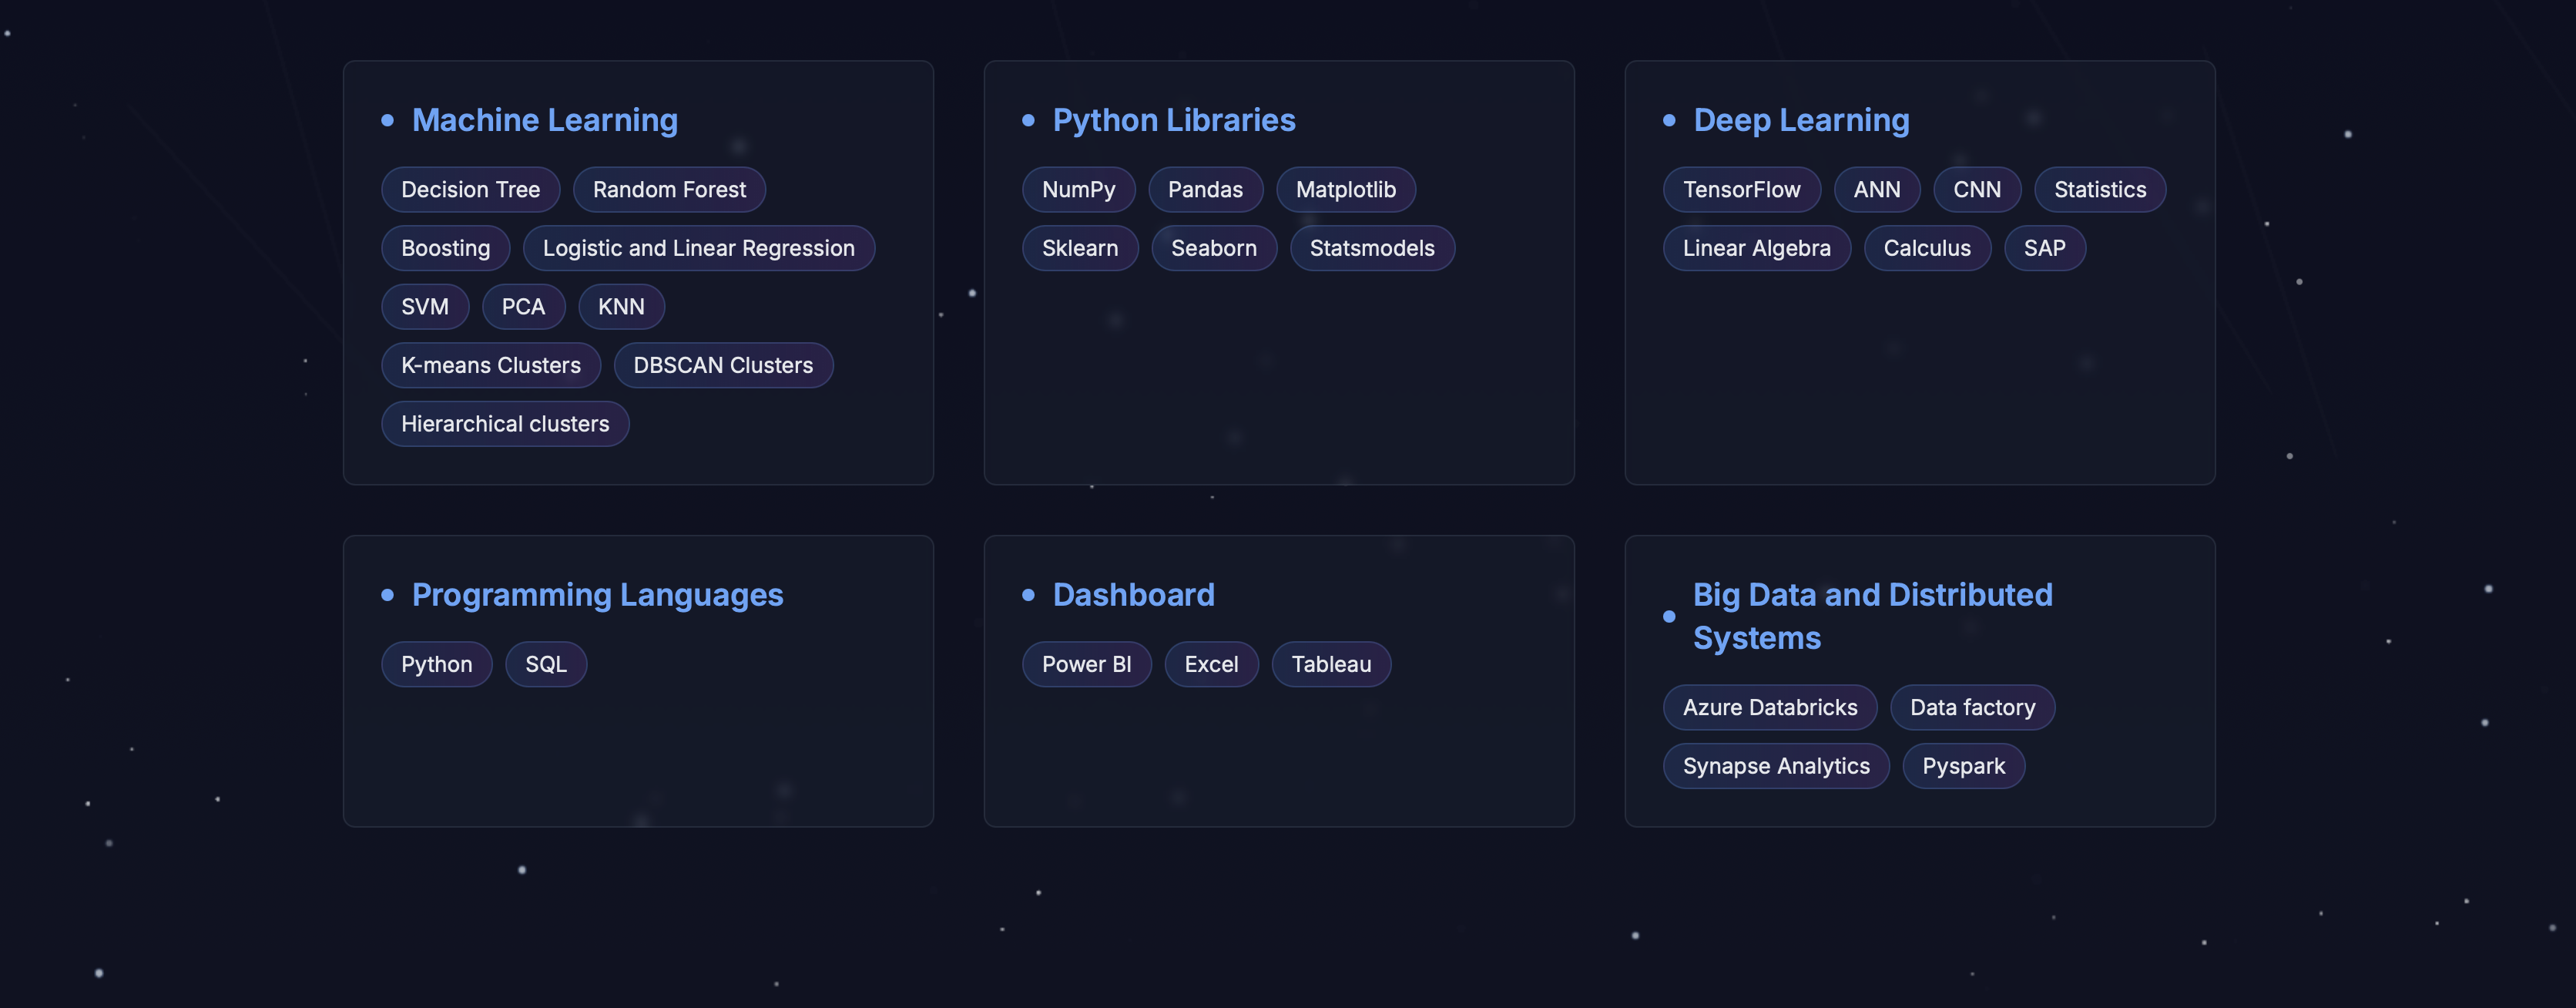 Machine Learning
Decision Tree Random Forest
Boosting Logistic and Linear Regression
SVM PCA KNN
K-means Clusters DBSCAN Clusters
Hierarchical clusters
Python Libraries
NumPy Pandas Matplotlib
Sklearn Seaborn Statsmodels
Deep Learning
TensorFlow ANN CNN Statistics
Linear Algebra Calculus SAP
Programming Languages
Python SQL
Dashboard
Power BI Excel Tableau
Big Data and Distributed
Systems
Azure Databricks Data factory
Synapse Analytics Pyspark